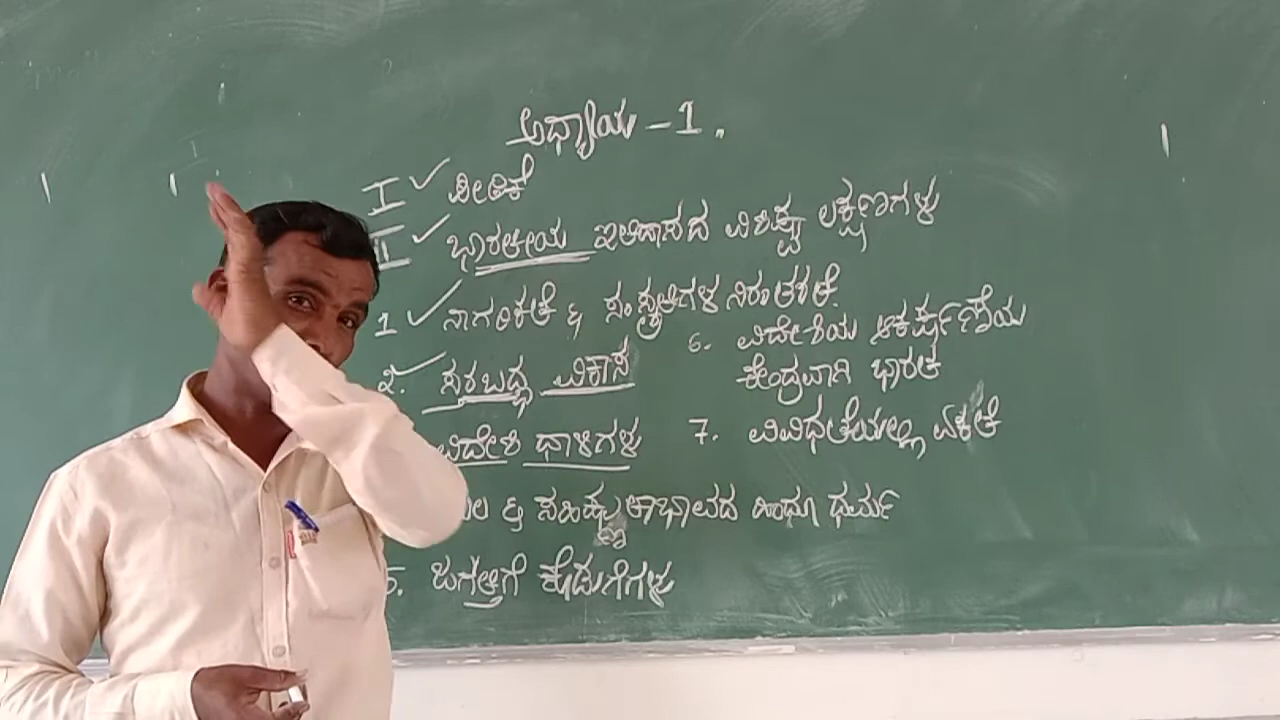 ಅಧ್ಯಾಯ - 1.
I ✓ ಪೀಠಿಕೆ
II ✓ ಭಾರತೀಯ ಇತಿಹಾಸದ ವಿಶಿಷ್ಟ ಲಕ್ಷಣಗಳು
1 ✓ ನಾಗರಿಕತೆ & ಸಂಸ್ಕೃತಿಗಳ ನಿರಂತರತೆ.
೨. ✓ ಸ್ತರಬದ್ಧ ವಿಕಾಸ
ವಿದೇಶಿ ಧಾಳಿಗಳು
& ಸಹಿಷ್ಣುತಾಭಾವದ ಹಿಂದೂ ಧರ್ಮ
5. ಜಗತ್ತಿಗೆ ಕೊಡುಗೆಗಳು
6. ವಿದೇಶಿಯ ಆಕರ್ಷಣೆಯ
ಕೇಂದ್ರವಾಗಿ ಭಾರತ
7. ವಿವಿಧತೆಯಲ್ಲಿ ಏಕತೆ